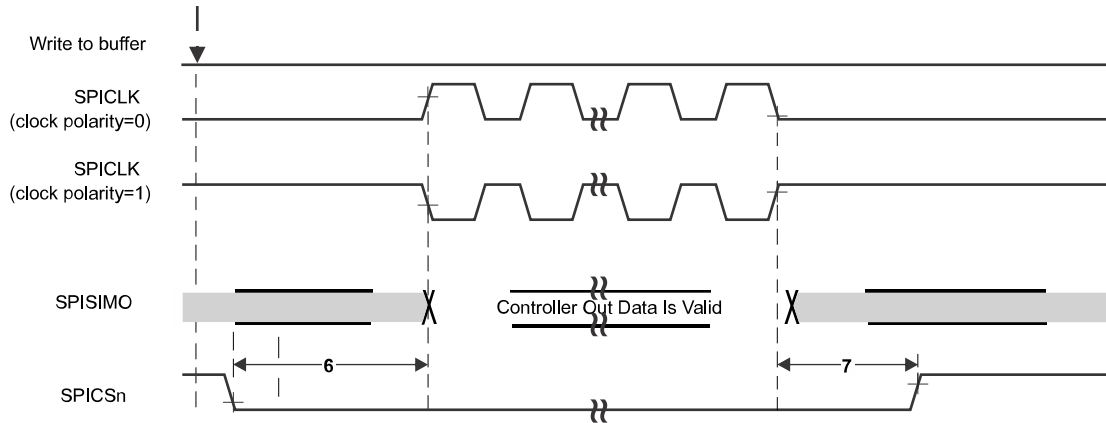 Write to buffer
SPICLK
(clock polarity=0)
SPICLK
(clock polarity=1)
SPISIMO
Controller Out Data Is Valid
6
7
SPICSn